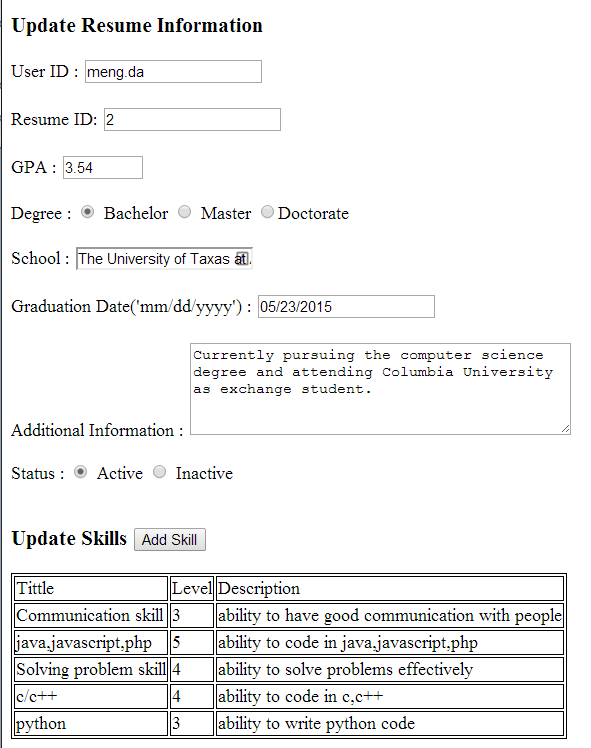 Update Resume Information
User ID : meng.da
Resume ID: 2
GPA : 3.54
Degree : Bachelor Master Doctorate
School : The University of Taxas at.
Graduation Date('mm/dd/yyyy') : 05/23/2015
Currently pursuing the computer science
degree and attending Columbia University
as exchange student.
Additional Information :
Status : Active Inactive
Update Skills Add Skill
Tittle Level Description
Communication skill 3 ability to have good communication with people
java,javascript,php 5 ability to code in java,javascript,php
Solving problem skill 4 ability to solve problems effectively
c/c++ 4 ability to code in c,c++
python 3 ability to write python code